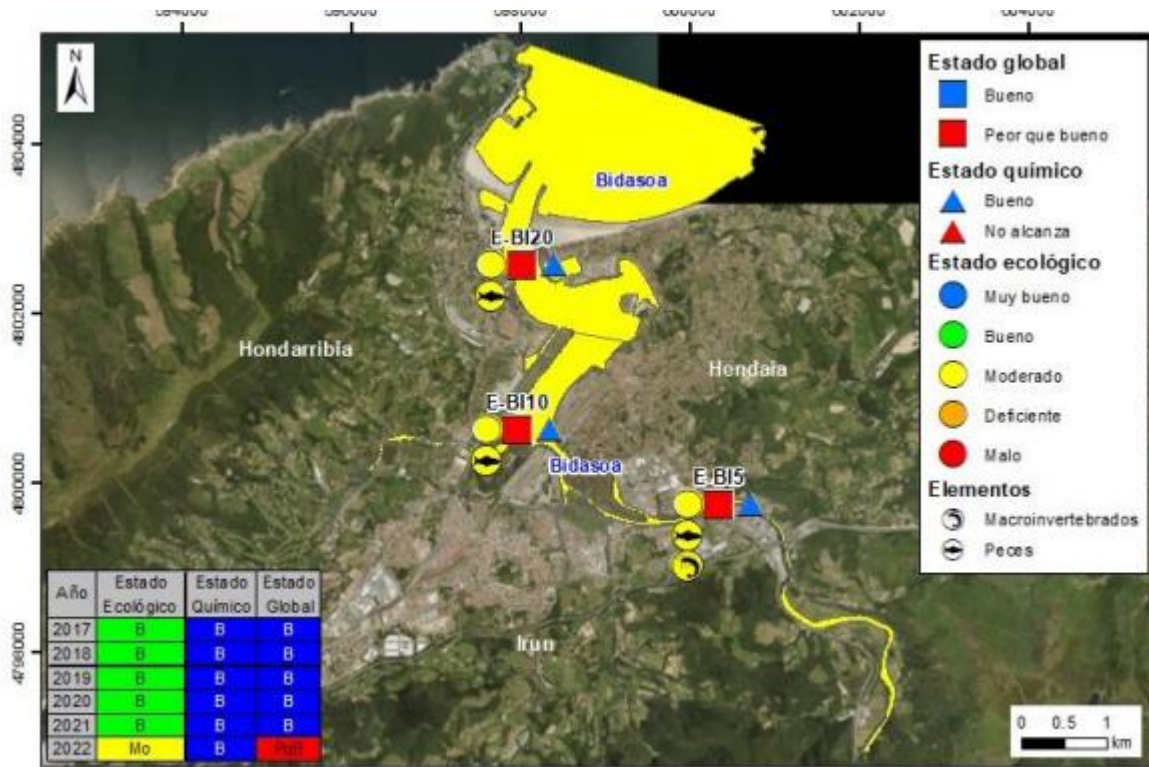 N
Estado global
Bueno
Peor que bueno
Estado químico
Bueno
No alcanza
Estado ecológico
Muy bueno
Bueno
Moderado
Deficiente
Malo
Elementos
Macroinvertebrados
Peces
4804000
4802000
4800000
4798000
602000
604000
Bidasoa
E-BI20
Hondarribia
Hendaia
E-BI10
Bidasoa
E-BI5
Irun
Año Estado Ecológico Estado Químico Estado Global
2017 B B B
2018 B B B
2019 B B B
2020 B B B
2021 B B B
2022 Mo B PqB
0 0.5 1
km